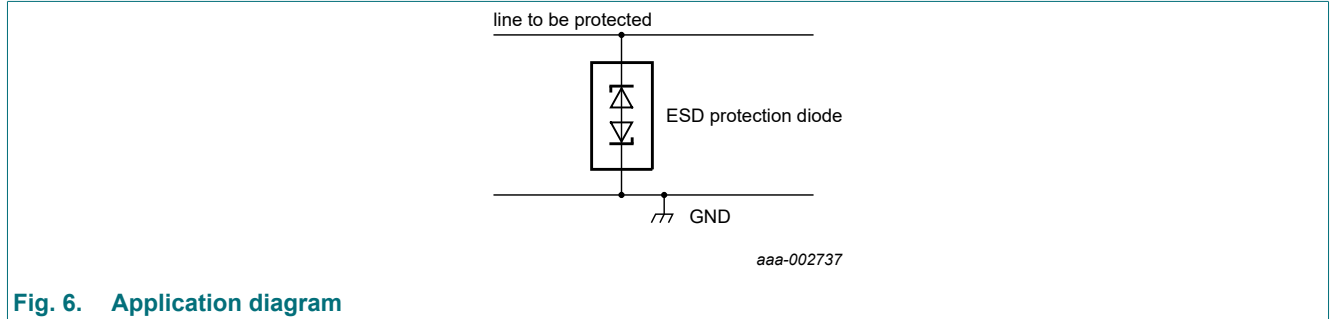 line to be protected
ESD protection diode
GND
aaa-002737
Fig. 6. Application diagram